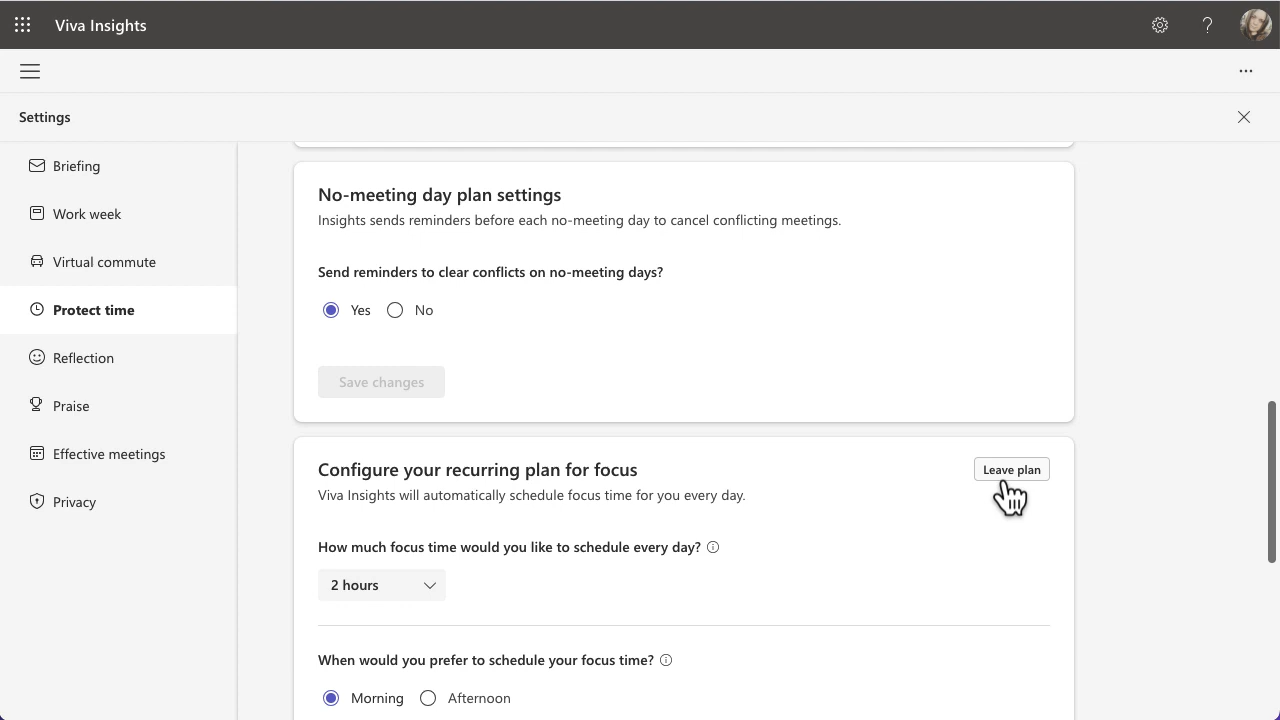 Viva Insights
Settings
Briefing
Work week
Virtual commute
Protect time
Reflection
Praise
Effective meetings
Privacy
No-meeting day plan settings
Insights sends reminders before each no-meeting day to cancel conflicting meetings.
Send reminders to clear conflicts on no-meeting days?
Yes No
Save changes
Configure your recurring plan for focus
Leave plan
Viva Insights will automatically schedule focus time for you every day.
How much focus time would you like to schedule every day?
2 hours
When would you prefer to schedule your focus time?
Morning Afternoon